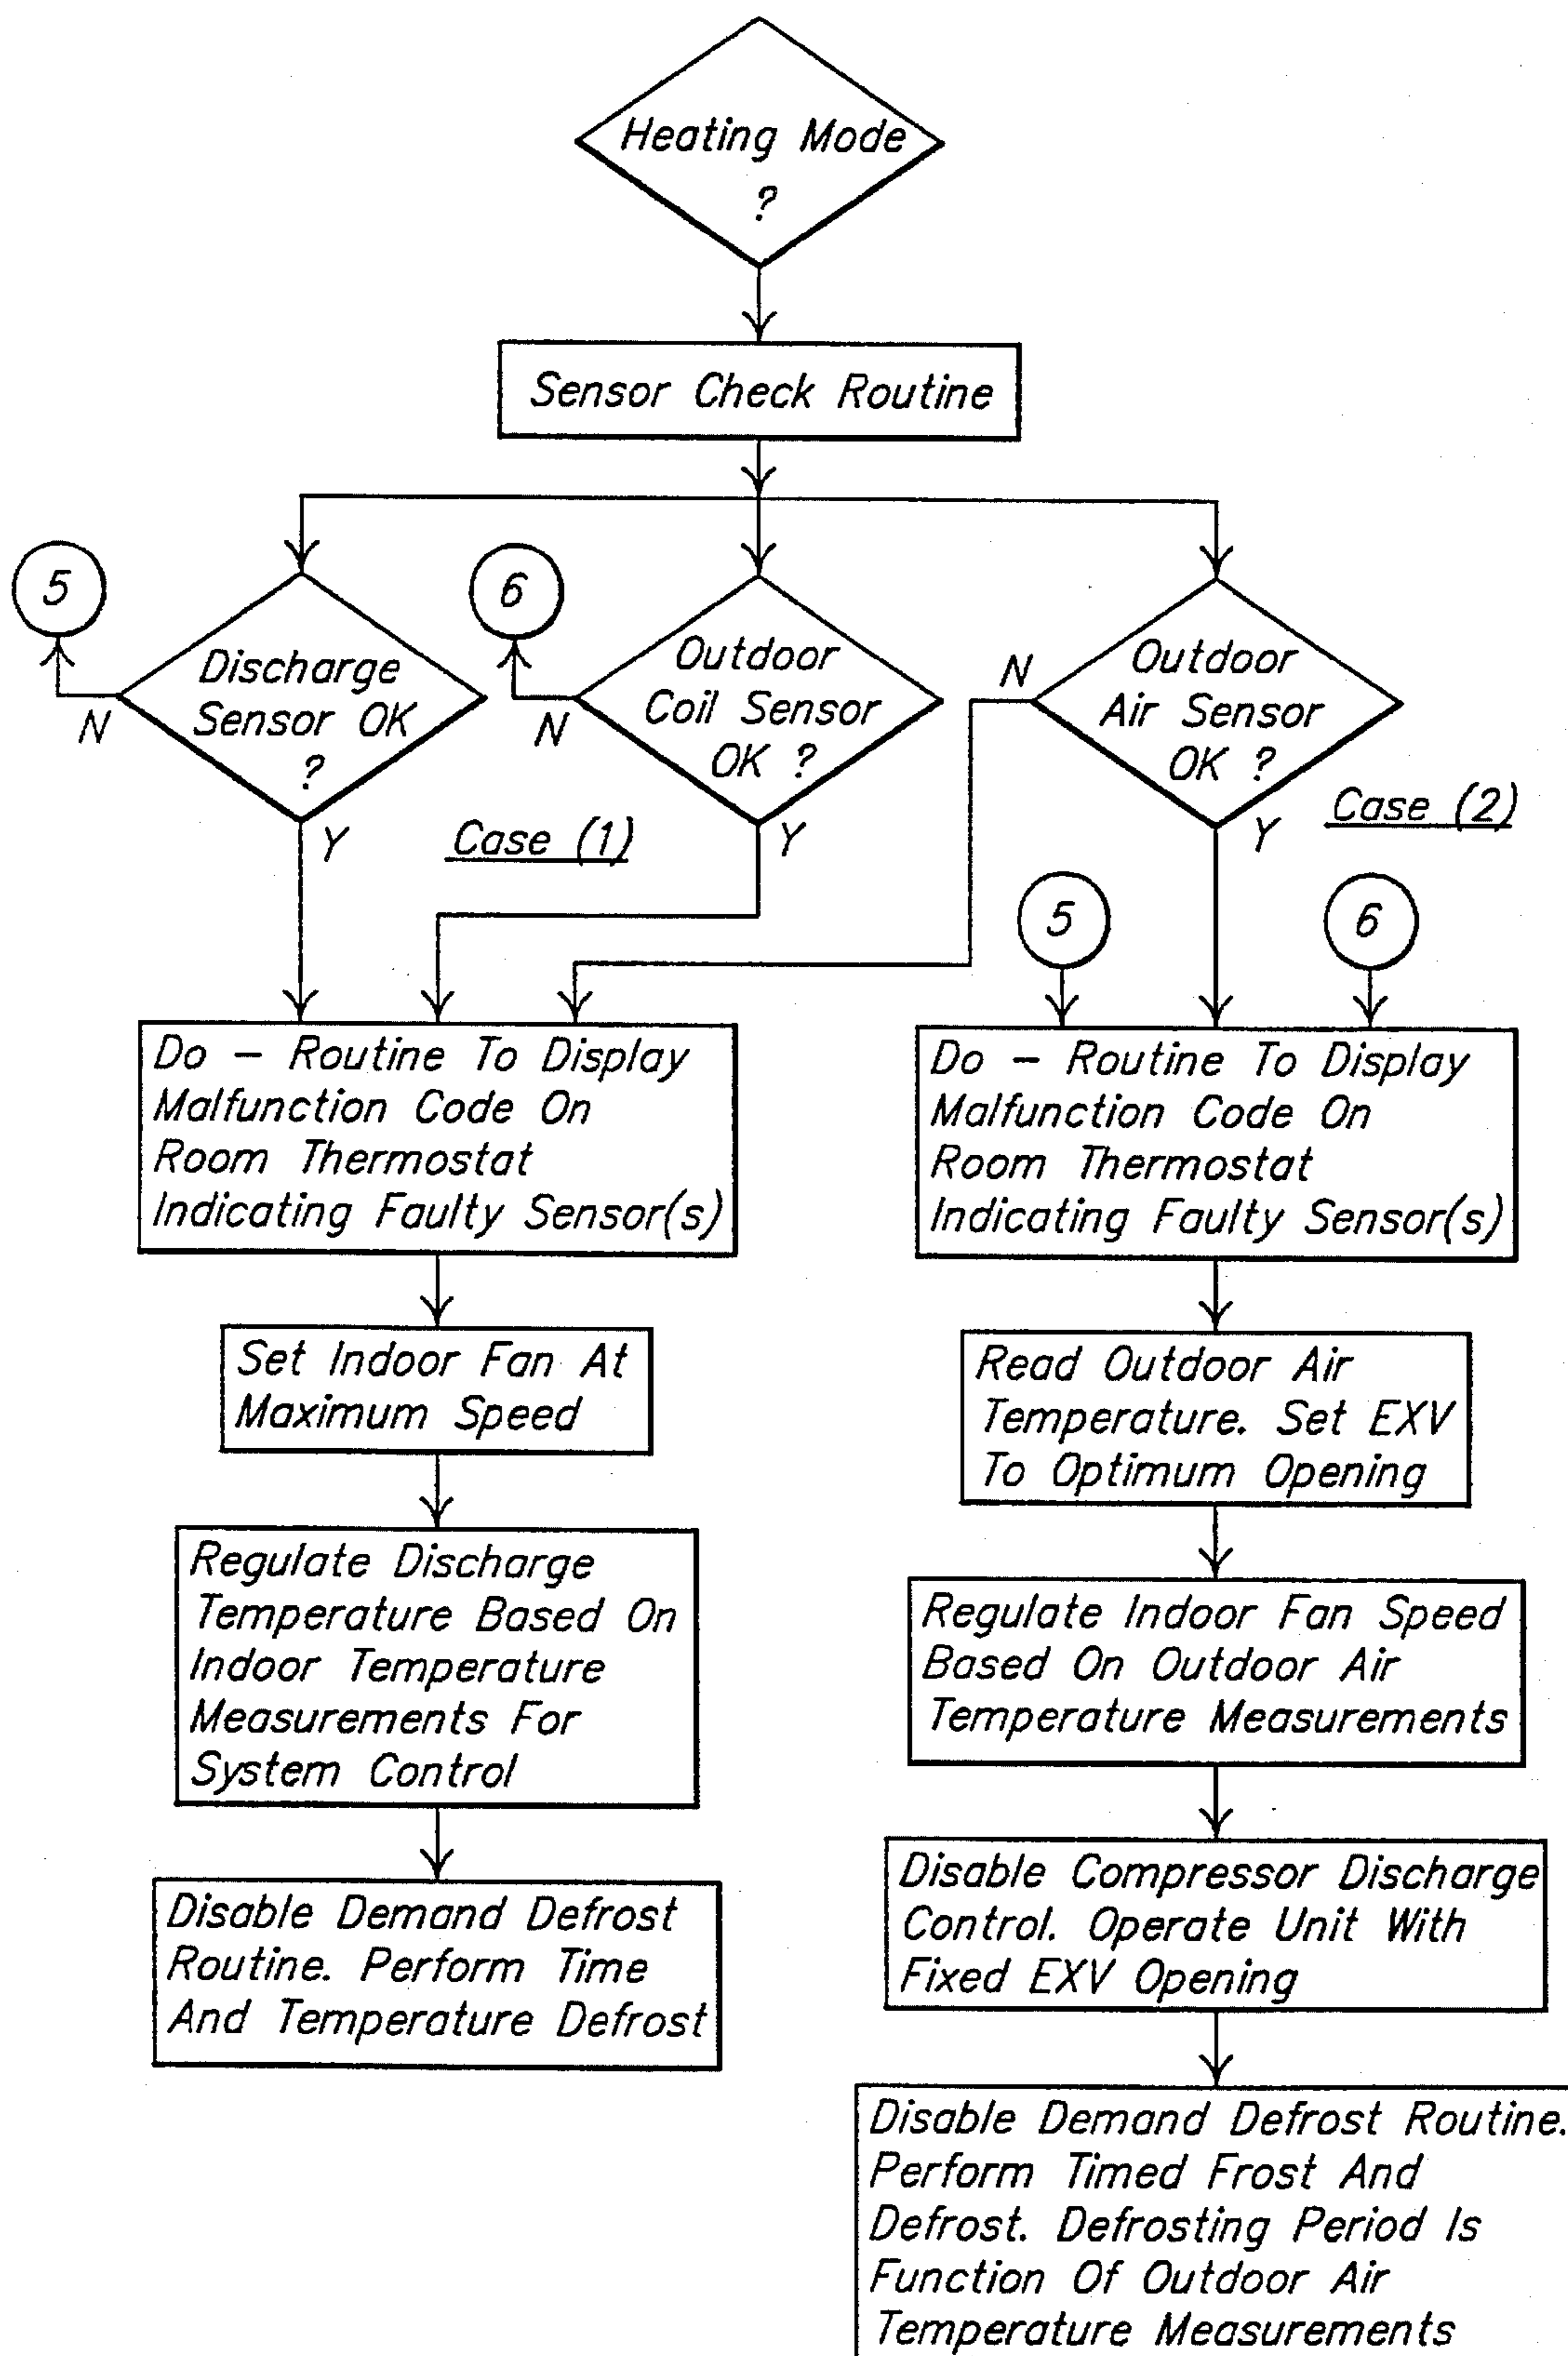 Heating Mode
?
Sensor Check Routine
5
6
Discharge
Sensor OK
?
N
Y
Outdoor
Coil Sensor
OK ?
N
Y
Outdoor
Air Sensor
OK ?
N
Y
Case (1)
Case (2)
5
6
Do – Routine To Display
Malfunction Code On
Room Thermostat
Indicating Faulty Sensor(s)
Set Indoor Fan At
Maximum Speed
Regulate Discharge
Temperature Based On
Indoor Temperature
Measurements For
System Control
Disable Demand Defrost
Routine. Perform Time
And Temperature Defrost
Do – Routine To Display
Malfunction Code On
Room Thermostat
Indicating Faulty Sensor(s)
Read Outdoor Air
Temperature. Set EXV
To Optimum Opening
Regulate Indoor Fan Speed
Based On Outdoor Air
Temperature Measurements
Disable Compressor Discharge
Control. Operate Unit With
Fixed EXV Opening
Disable Demand Defrost Routine.
Perform Timed Frost And
Defrost. Defrosting Period Is
Function Of Outdoor Air
Temperature Measurements